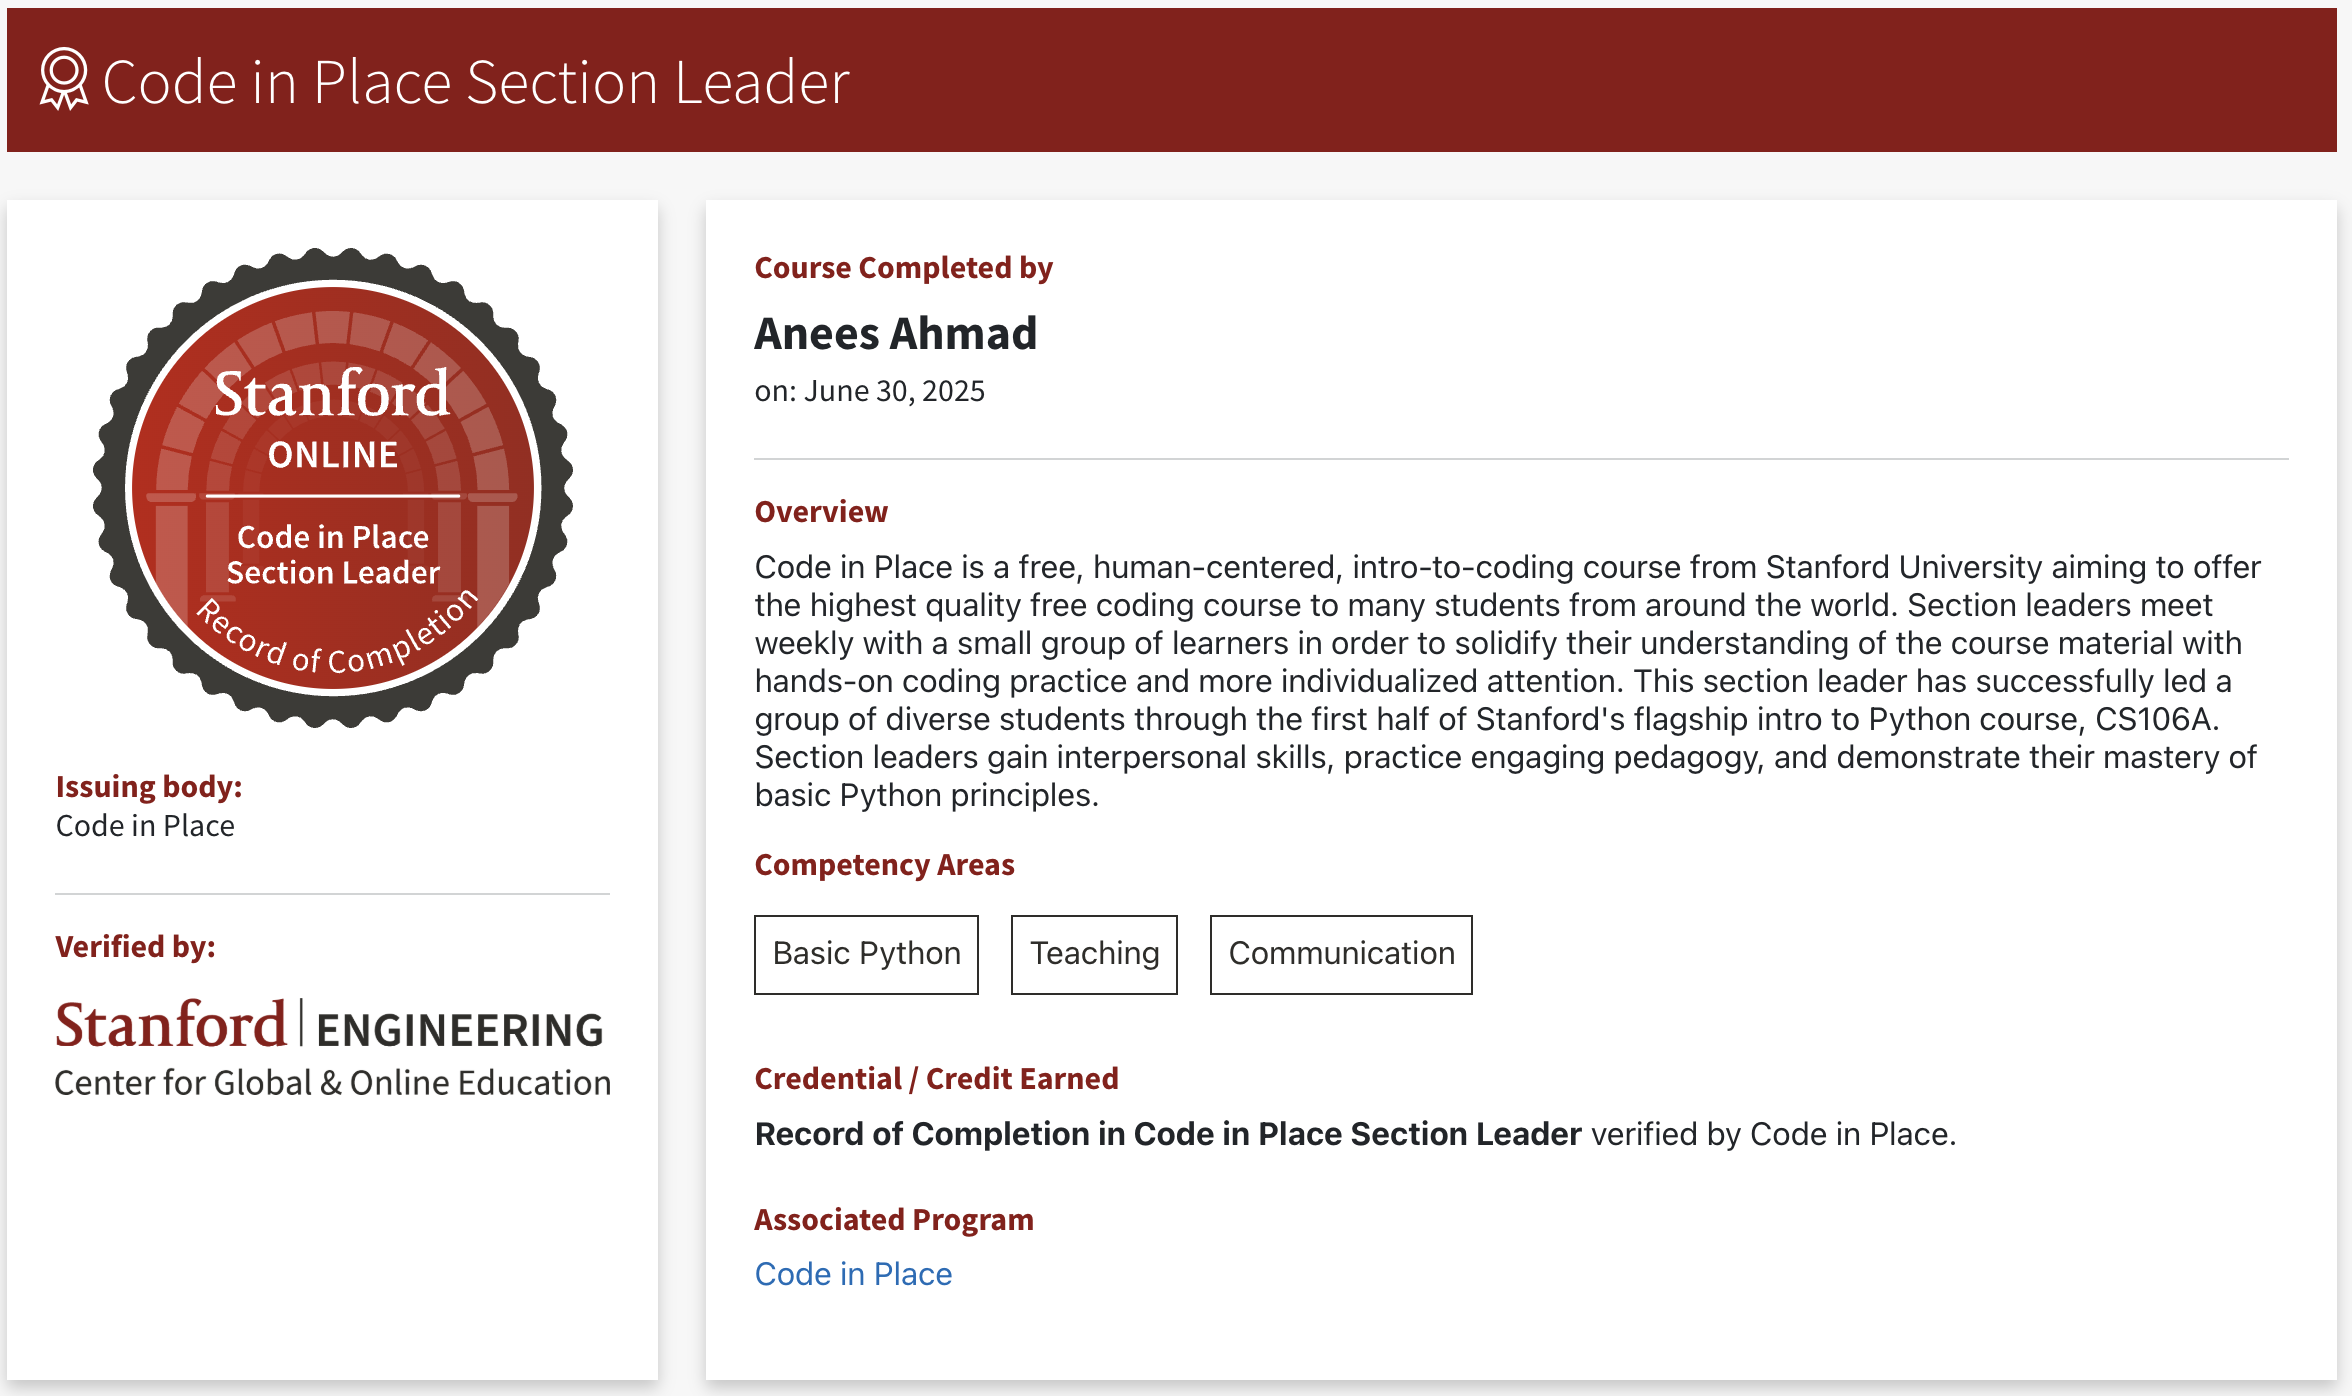 Code in Place Section Leader
Stanford
ONLINE
Code in Place
Section Leader
Record of Completion
Issuing body:
Code in Place
Verified by:
Stanford | ENGINEERING
Center for Global & Online Education
Course Completed by
Anees Ahmad
on: June 30, 2025
Overview
Code in Place is a free, human-centered, intro-to-coding course from Stanford University aiming to offer
the highest quality free coding course to many students from around the world. Section leaders meet
weekly with a small group of learners in order to solidify their understanding of the course material with
hands-on coding practice and more individualized attention. This section leader has successfully led a
group of diverse students through the first half of Stanford's flagship intro to Python course, CS106A.
Section leaders gain interpersonal skills, practice engaging pedagogy, and demonstrate their mastery of
basic Python principles.
Competency Areas
Basic Python
Teaching
Communication
Credential / Credit Earned
Record of Completion in Code in Place Section Leader verified by Code in Place.
Associated Program
Code in Place